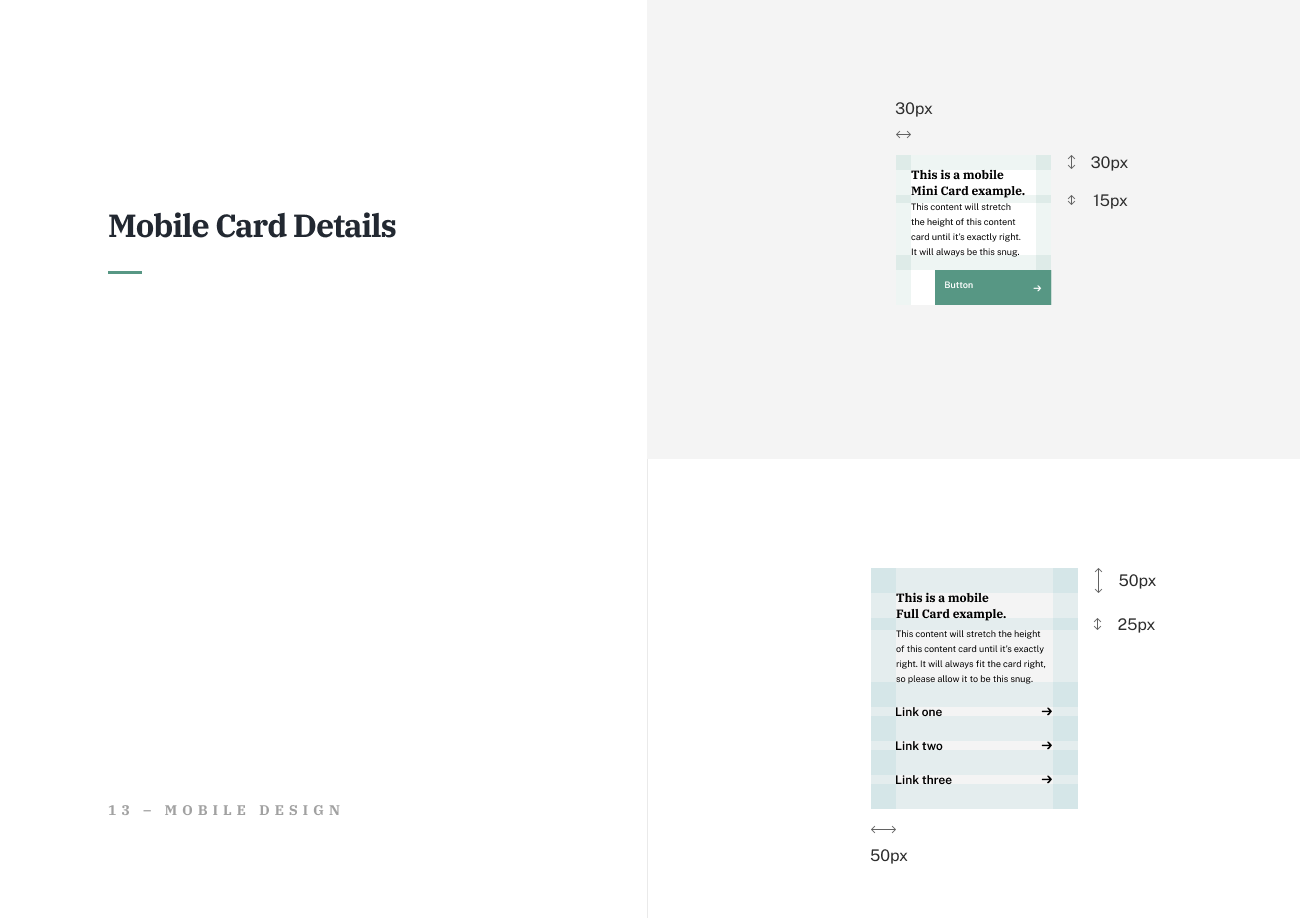 Mobile Card Details
13 – MOBILE DESIGN
30px
30px
15px
This is a mobile
Mini Card example.
This content will stretch
the height of this content
card until it's exactly right.
It will always be this snug.
Button
50px
25px
This is a mobile
Full Card example.
This content will stretch the height
of this content card until it's exactly
right. It will always fit the card right,
so please allow it to be this snug.
Link one
Link two
Link three
50px